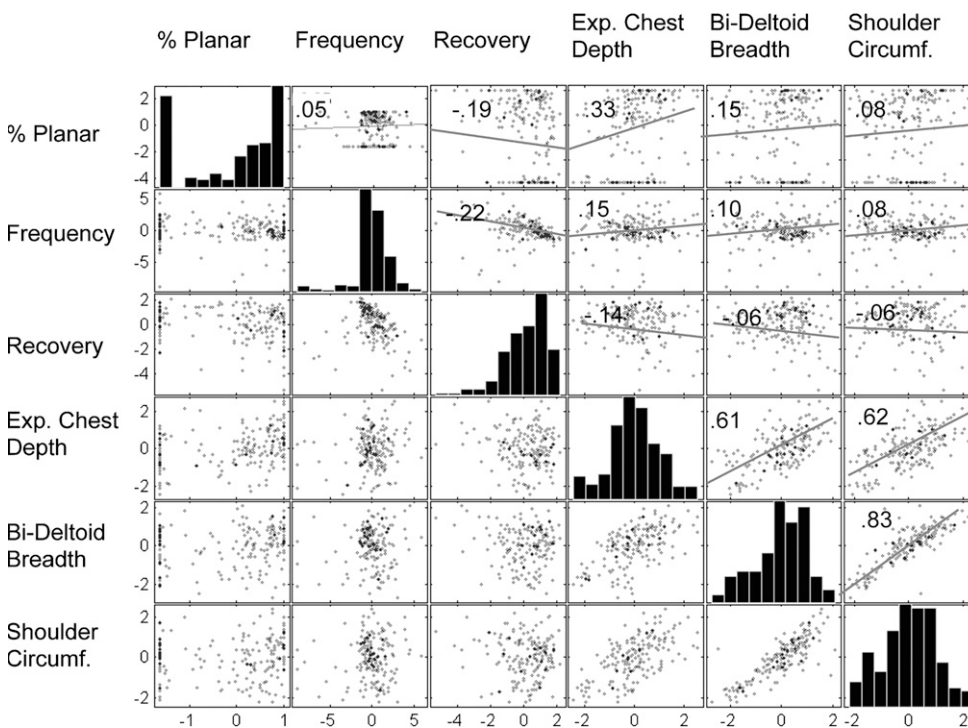 % Planar Frequency Recovery Exp. Chest Depth Bi-Deltoid Breadth Shoulder Circumf.
% Planar
2 0 -2 -4
.05 -.19 .33 .15 .08
Frequency
5 0 -5
-.22 .15 .10 .08
Recovery
2 0 -2 -4
-.14 -.06 -.06
Exp. Chest
Depth
2 0 -2
.61 .62
Bi-Deltoid
Breadth
2 0 -2
.83
Shoulder
Circumf.
2 0 -2
-1 0 1 -5 0 5 -4 -2 0 -2 0 2 -2 0 2 -2 0 2